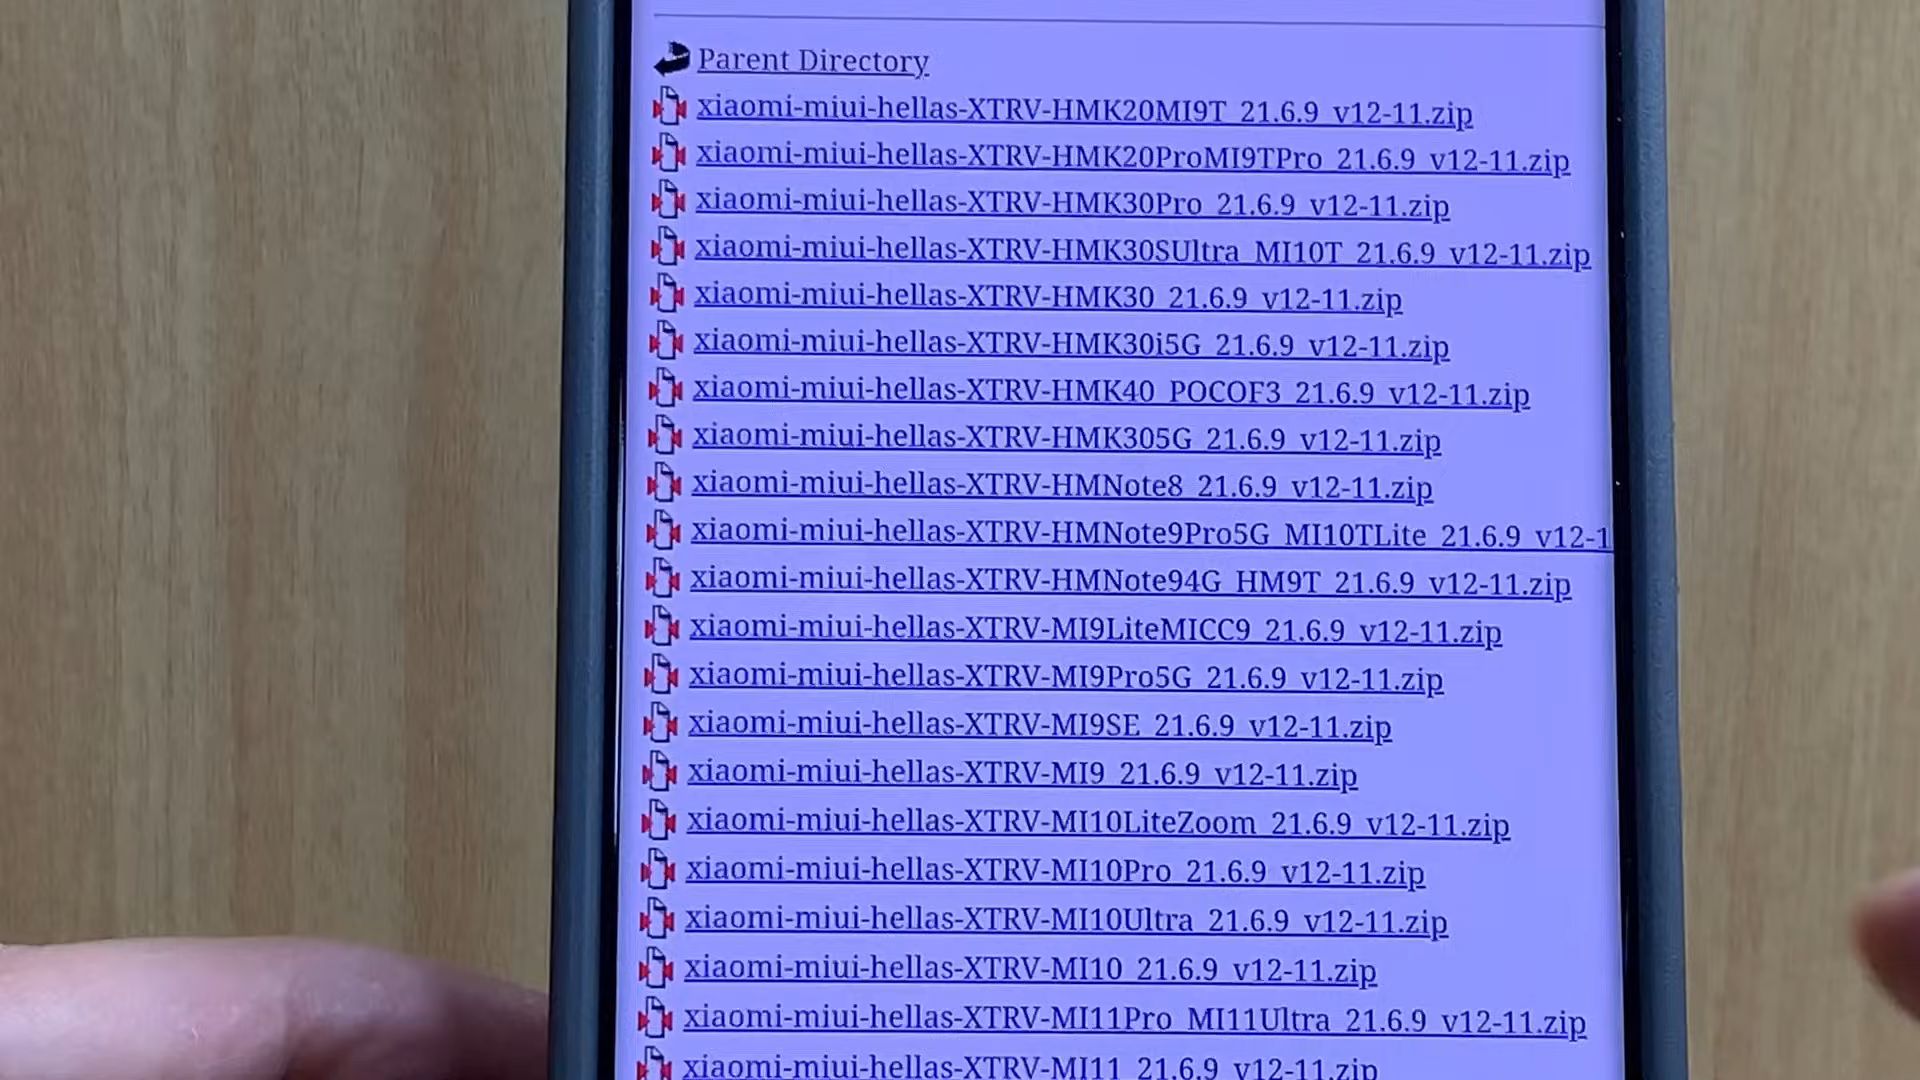 Parent Directory
xiaomi-miui-hellas-XTRV-HMK20MI9T_21.6.9_v12-11.zip
xiaomi-miui-hellas-XTRV-HMK20ProMI9TPro_21.6.9_v12-11.zip
xiaomi-miui-hellas-XTRV-HMK30Pro_21.6.9_v12-11.zip
xiaomi-miui-hellas-XTRV-HMK30SUltra_MI10T_21.6.9_v12-11.zip
xiaomi-miui-hellas-XTRV-HMK30_21.6.9_v12-11.zip
xiaomi-miui-hellas-XTRV-HMK30i5G_21.6.9_v12-11.zip
xiaomi-miui-hellas-XTRV-HMK40_POCOF3_21.6.9_v12-11.zip
xiaomi-miui-hellas-XTRV-HMK305G_21.6.9_v12-11.zip
xiaomi-miui-hellas-XTRV-HMNote8_21.6.9_v12-11.zip
xiaomi-miui-hellas-XTRV-HMNote9Pro5G_MI10TLite_21.6.9_v12-1
xiaomi-miui-hellas-XTRV-HMNote94G_HM9T_21.6.9_v12-11.zip
xiaomi-miui-hellas-XTRV-MI9LiteMICC9_21.6.9_v12-11.zip
xiaomi-miui-hellas-XTRV-MI9Pro5G_21.6.9_v12-11.zip
xiaomi-miui-hellas-XTRV-MI9SE_21.6.9_v12-11.zip
xiaomi-miui-hellas-XTRV-MI9_21.6.9_v12-11.zip
xiaomi-miui-hellas-XTRV-MI10LiteZoom_21.6.9_v12-11.zip
xiaomi-miui-hellas-XTRV-MI10Pro_21.6.9_v12-11.zip
xiaomi-miui-hellas-XTRV-MI10Ultra_21.6.9_v12-11.zip
xiaomi-miui-hellas-XTRV-MI10_21.6.9_v12-11.zip
xiaomi-miui-hellas-XTRV-MI11Pro_MI11Ultra_21.6.9_v12-11.zip
xiaomi-miui-hellas-XTRV-MI11_21.6.9_v12-11.zip